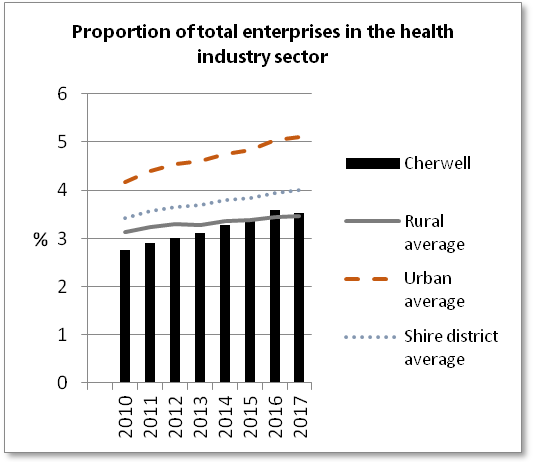 Proportion of total enterprises in the health
industry sector
6
5
4
3
2
1
0
%
2010
2011
2012
2013
2014
2015
2016
2017
Cherwell
Rural
average
Urban
average
Shire district
average